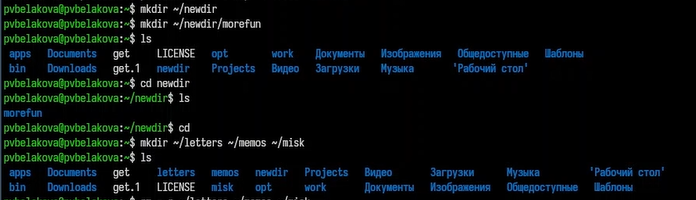 pvbelakova@pvbelakova:~$ mkdir ~/newdir
pvbelakova@pvbelakova:~$ mkdir ~/newdir/morefun
pvbelakova@pvbelakova:~$ ls
apps Documents get LICENSE opt work Документы Изображения Общедоступные Шаблоны
bin Downloads get.1 newdir Projects Видео Загрузки Музыка 'Рабочий стол'
pvbelakova@pvbelakova:~$ cd newdir
pvbelakova@pvbelakova:~/newdir$ ls
morefun
pvbelakova@pvbelakova:~/newdir$ cd
pvbelakova@pvbelakova:~$ mkdir ~/letters ~/memos ~/misk
pvbelakova@pvbelakova:~$ ls
apps Documents get letters memos newdir Projects Видео Загрузки Музыка 'Рабочий стол'
bin Downloads get.1 LICENSE misk opt work Документы Изображения Общедоступные Шаблоны